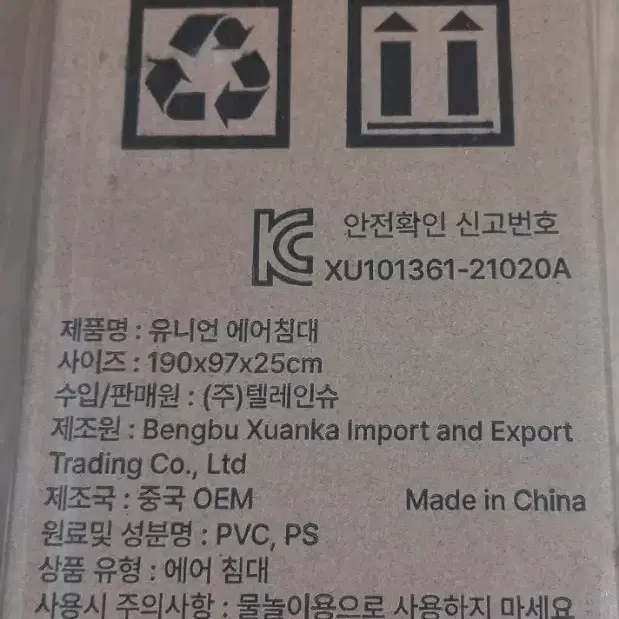 KC 안전확인 신고번호
XU101361-21020A
제품명 : 유니언 에어침대
사이즈 : 190x97x25cm
수입/판매원 : (주)텔레인슈
제조원 : Bengbu Xuanka Import and Export
Trading Co., Ltd
제조국 : 중국 OEM Made in China
원료및 성분명 : PVC, PS
상품 유형 : 에어 침대
사용시 주의사항 : 물놀이용으로 사용하지 마세요